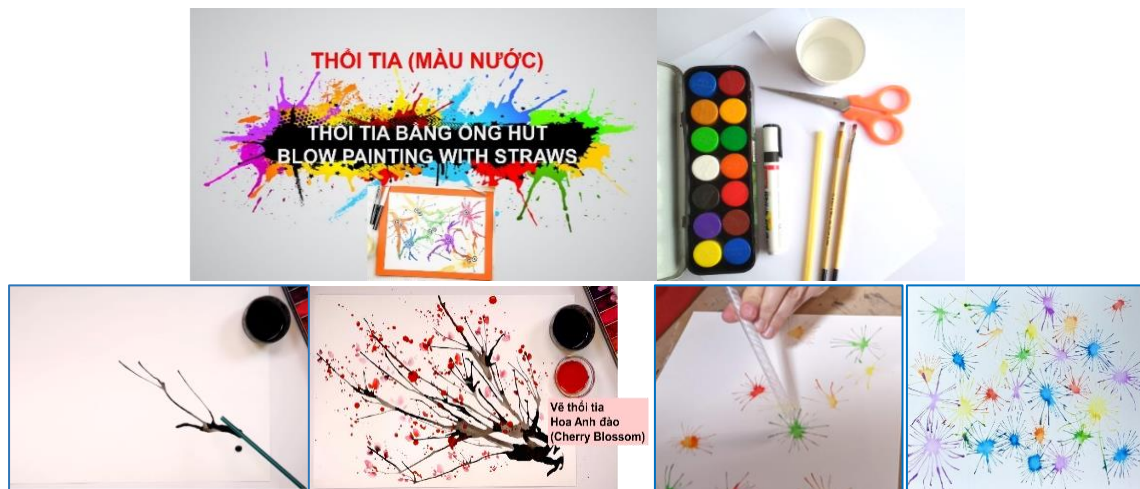 THỔI TIA (MÀU NƯỚC)
THỔI TIA BẰNG ỐNG HÚT
BLOW PAINTING WITH STRAWS
Vẽ thổi tia
Hoa Anh đào
(Cherry Blossom)